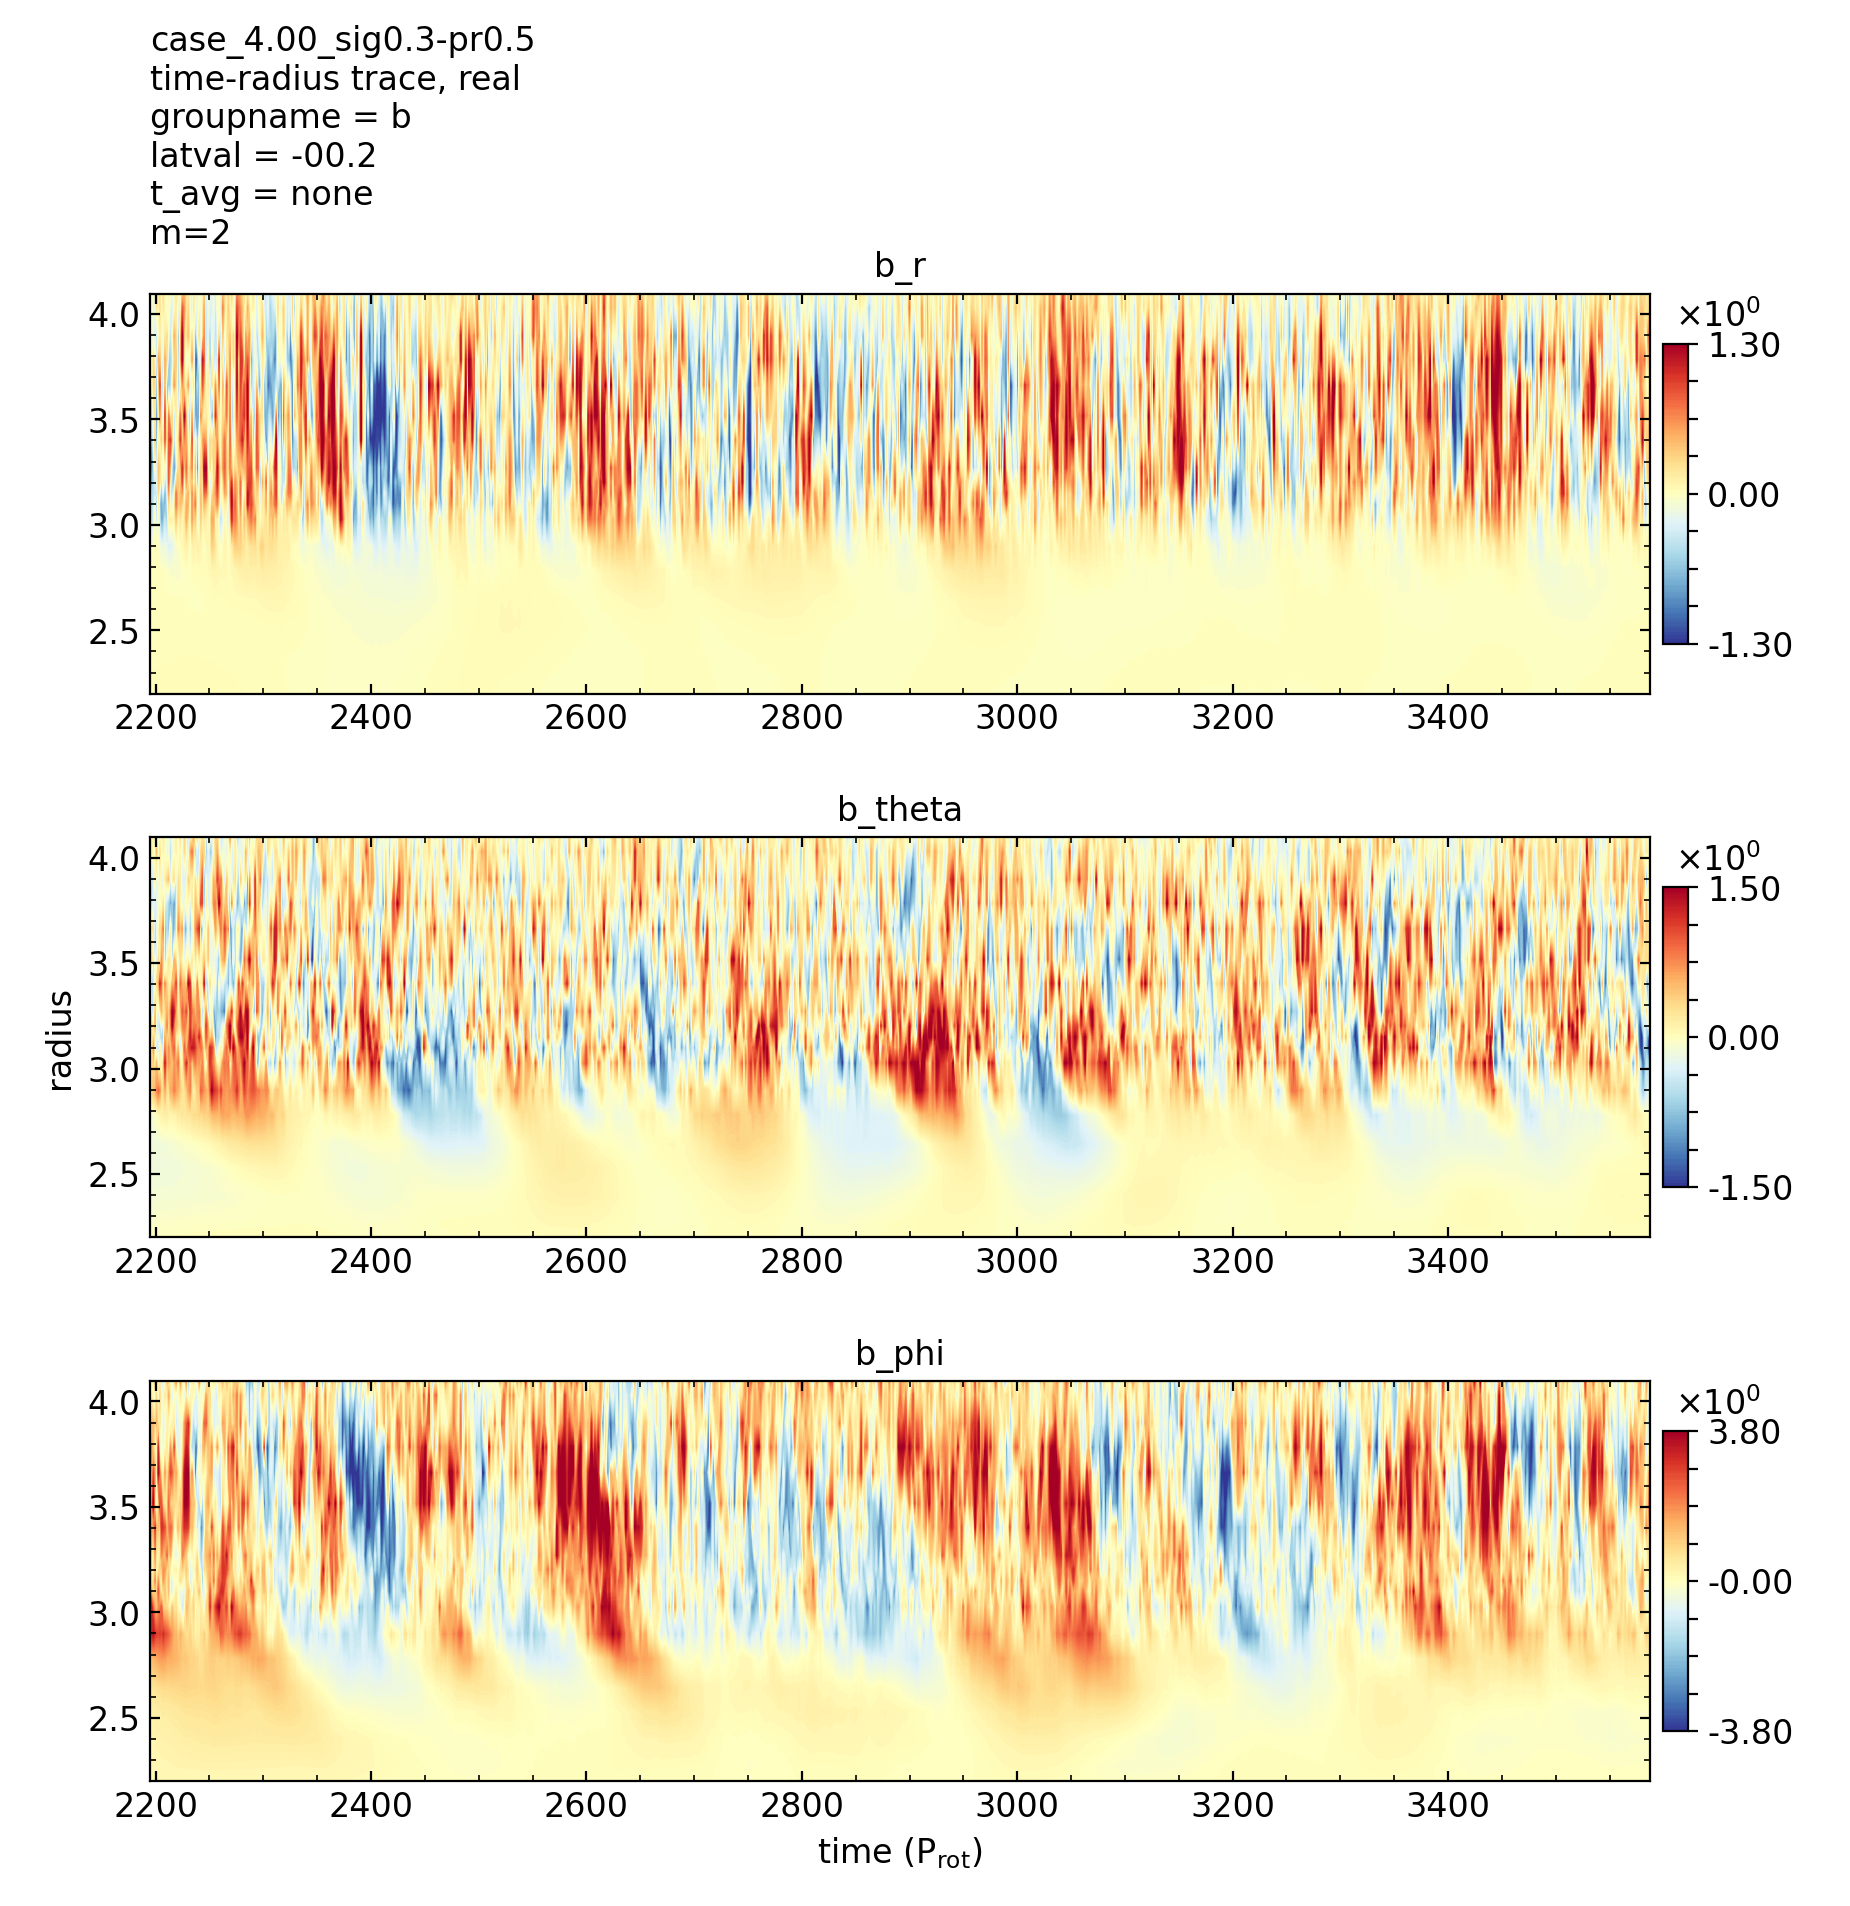 case_4.00_sig0.3-pr0.5
time-radius trace, real
groupname = b
latval = -00.2
t_avg = none
m=2
b_r
4.0
3.5
3.0
2.5
2200 2400 2600 2800 3000 3200 3400
×10⁰
1.30
0.00
-1.30
b_theta
radius
4.0
3.5
3.0
2.5
2200 2400 2600 2800 3000 3200 3400
×10⁰
1.50
0.00
-1.50
b_phi
4.0
3.5
3.0
2.5
2200 2400 2600 2800 3000 3200 3400
×10⁰
3.80
-0.00
-3.80
time (P_rot)